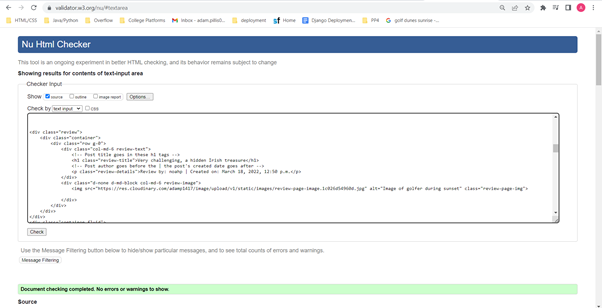 validator.w3.org/nu/#textarea
HTML/CSS Java/Python Overflow College Platforms Inbox - adam.pills0... deployment Home Design Deploymen... PP4 golf dunes sunrise -...
Nu Html Checker
This tool is an ongoing experiment in better HTML checking, and its behavior remains subject to change
Showing results for contents of text-input area
Checker Input
Show source outline image report Options...
Check by text input css
<div class="review">
<div class="container">
<div class="row g-0">
<div class="col-md-6 review-text">
<!-- Post title goes in these h1 tags -->
<h1 class="review-title">Very challenging, a hidden Irish treasure</h1>
<!-- Post author goes before the | the post's created date goes after -->
<p class="review-details">Review by: noahp | Created on: March 18, 2022, 12:50 p.m.</p>
</div>
<div class="d-none d-md-block col-md-6 review-image">
<img src="https://res.cloudinary.com/adamp1417/image/upload/v1/static/images/review-page-image.1c026d54960d.jpg" alt="Image of golfer during sunset" class="review-page-img">
</div>
</div>
</div>
</div>
Check
Use the Message Filtering button below to hide/show particular messages, and to see total counts of errors and warnings.
Message Filtering
Document checking completed. No errors or warnings to show.
Source